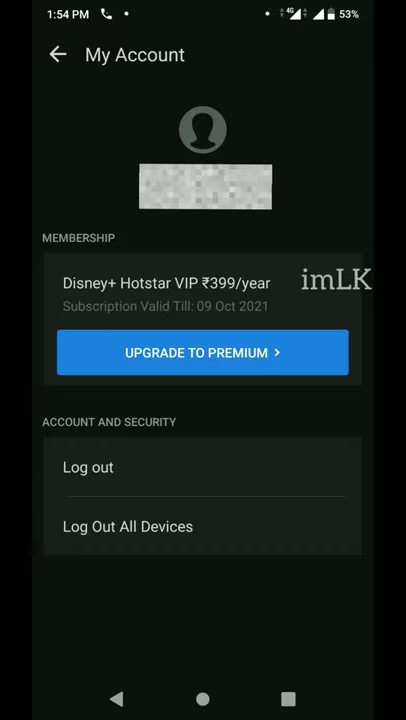 1:54 PM
4G
53%
My Account
MEMBERSHIP
Disney+ Hotstar VIP ₹399/year
imLK
Subscription Valid Till: 09 Oct 2021
UPGRADE TO PREMIUM
ACCOUNT AND SECURITY
Log out
Log Out All Devices